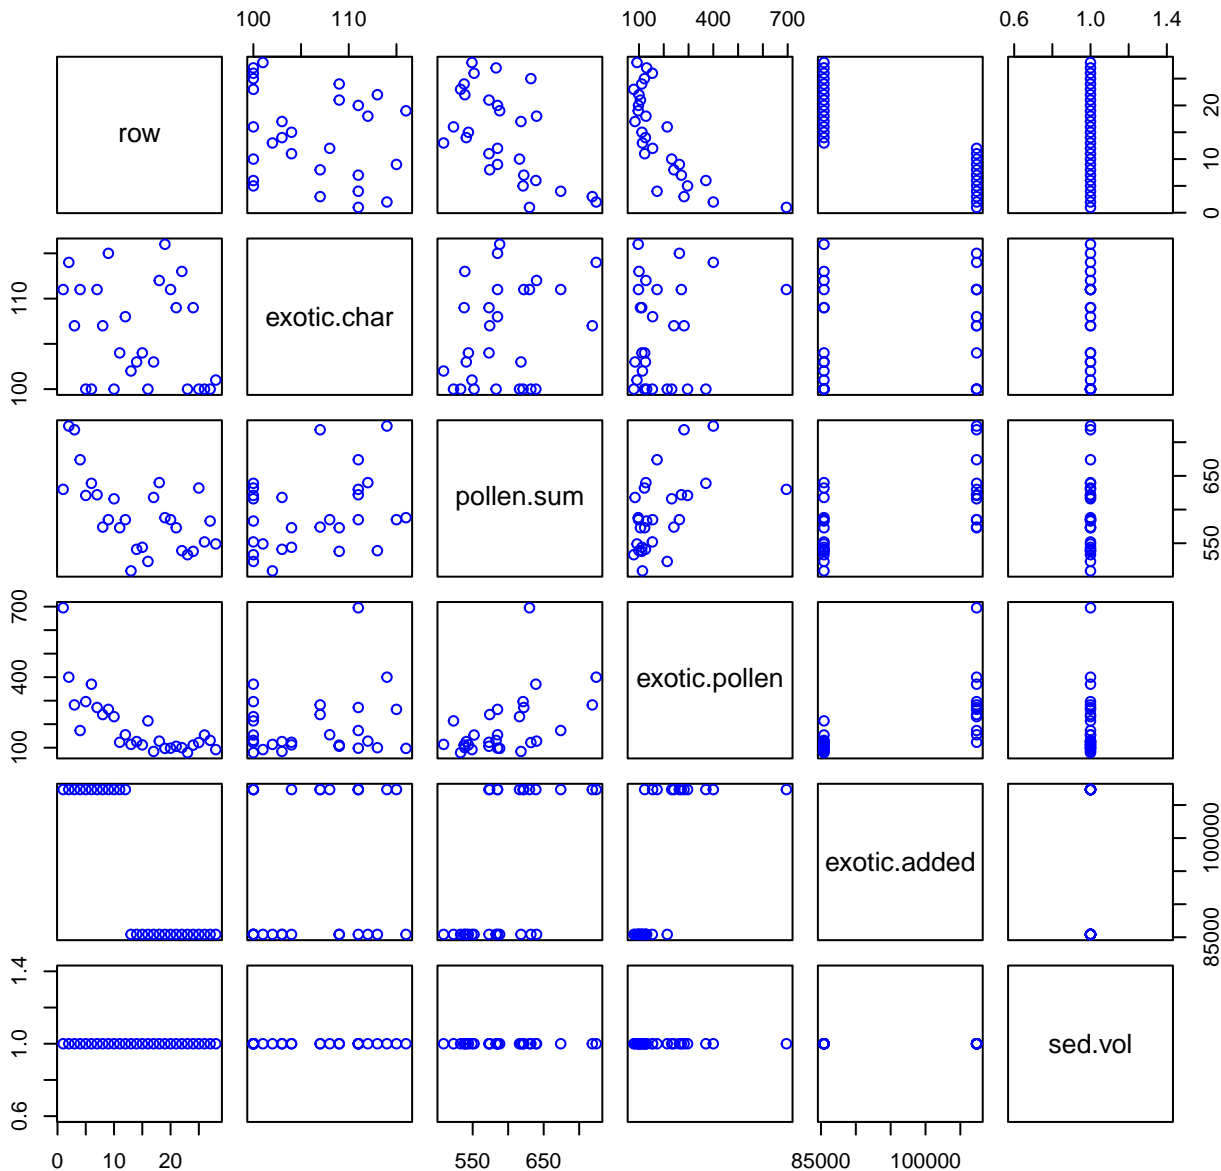 100 110 100 400 700 0.6 1.0 1.4
row 0 10 20
100 110 exotic.char
pollen.sum 550 650
100 400 700 exotic.pollen
exotic.added 85000 100000
0.6 1.0 1.4 sed.vol
0 10 20 550 650 85000 100000